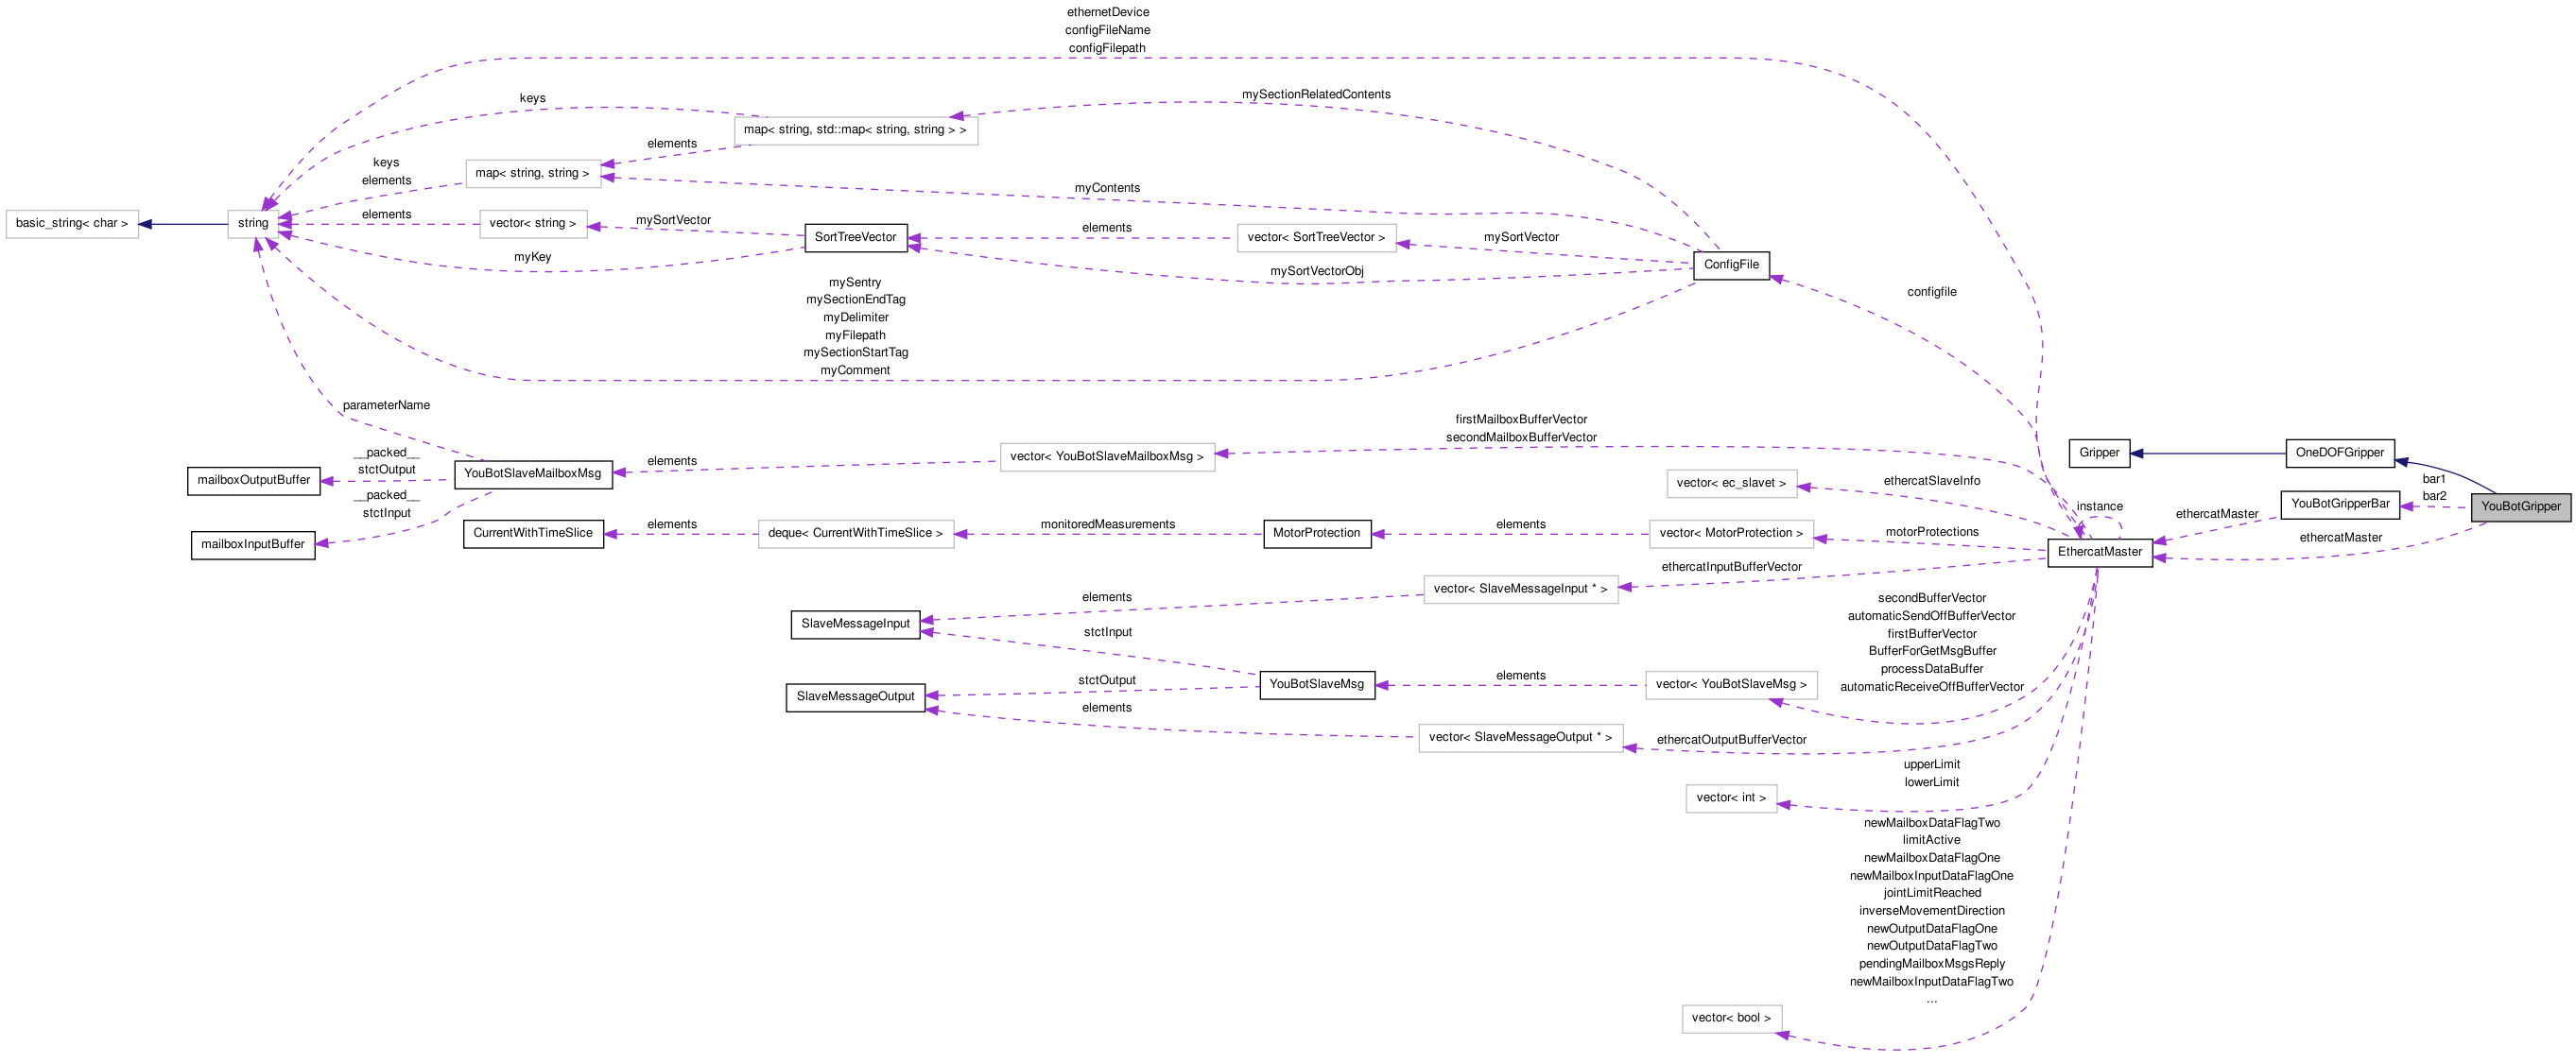 ethernetDevice
configFileName
configFilepath
keys
mySectionRelatedContents
map< string, std::map< string, string > >
elements
keys
elements
map< string, string >
myContents
basic_string< char >
string
elements
vector< string >
mySortVector
SortTreeVector
elements
vector< SortTreeVector >
mySortVector
ConfigFile
myKey
mySortVectorObj
mySentry
mySectionEndTag
myDelimiter
myFilepath
mySectionStartTag
myComment
configfile
parameterName
firstMailboxBufferVector
secondMailboxBufferVector
__packed__
stctOutput
mailboxOutputBuffer
YouBotSlaveMailboxMsg
elements
vector< YouBotSlaveMailboxMsg >
Gripper
OneDOFGripper
vector< ec_slavet >
ethercatSlaveInfo
__packed__
stctInput
mailboxInputBuffer
bar1
bar2
YouBotGripperBar
YouBotGripper
instance
ethercatMaster
ethercatMaster
CurrentWithTimeSlice
elements
deque< CurrentWithTimeSlice >
monitoredMeasurements
MotorProtection
elements
vector< MotorProtection >
motorProtections
EthercatMaster
ethercatInputBufferVector
vector< SlaveMessageInput * >
elements
SlaveMessageInput
stctInput
secondBufferVector
automaticSendOffBufferVector
firstBufferVector
BufferForGetMsgBuffer
processDataBuffer
automaticReceiveOffBufferVector
SlaveMessageOutput
stctOutput
YouBotSlaveMsg
elements
vector< YouBotSlaveMsg >
elements
vector< SlaveMessageOutput * >
ethercatOutputBufferVector
upperLimit
lowerLimit
vector< int >
newMailboxDataFlagTwo
limitActive
newMailboxDataFlagOne
newMailboxInputDataFlagOne
jointLimitReached
inverseMovementDirection
newOutputDataFlagOne
newOutputDataFlagTwo
pendingMailboxMsgsReply
newMailboxInputDataFlagTwo
...
vector< bool >